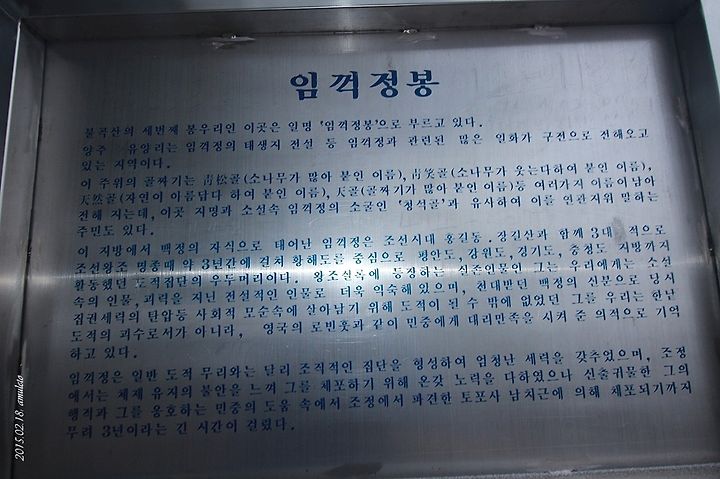 임꺽정봉
불곡산의 세번째 봉우리인 이곳은 일명 '임꺽정봉'으로 부르고 있다.
양주 유양리는 임꺽정의 태생지 전설 등 임꺽정과 관련된 많은 일화가 구전으로 전해오고
있는 지역이다.
이 주위의 골짜기는 靑松골(소나무가 많아 붙인 이름), 靑笑골(소나무가 웃는다하여 붙인 이름),
天然골(자연이 아름답다 하여 붙인 이름), 天골(골짜기가 많아 붙인 이름)등 여러가지 이름이 남아
전해 지는데, 이곳 지명과 소설속 임꺽정의 소굴인 '청석골'과 유사하여 이를 연관지워 말하는
주민도 있다.
이 지방에서 백정의 자식으로 태어난 임꺽정은 조선시대 홍길동·장길산과 함께 3대 적으로
조선왕조 명종때 약 3년간에 걸쳐 황해도를 중심으로 평안도, 강원도, 경기도, 충청도 지방까지
활동했던 도적집단의 우두머리이다. 왕조실록에 등장하는 실존인물인 그는 우리에게는 소설
속의 인물, 괴력을 지닌 전설적인 인물로 더욱 익숙해있으며, 천대받던 백정의 신분으로 당시
집권세력의 탄압등 사회적 모순속에 살아남기 위해 도적이 된 수 밖에 없었던 그를 우리는 한낱
도적의 괴수로서가 아니라, 영국의 로빈훗과 같이 민중에게 대리만족을 시켜 준 의적으로 기억
하고 있다.
임꺽정은 일반 도적 무리와는 달리 조직적인 집단을 형성하여 엄청난 세력을 갖추었으며, 조정
에서는 체제 유지의 불안을 느껴 그를 체포하기 위해 온갖 노력을 다하였으나 신출귀몰한 그의
행적과 그를 옹호하는 민중의 도움 속에서 조정에서 파견한 토포사 남치근에 의해 체포되기까지
무려 3년이라는 긴 시간이 걸렸다.
2015.02.18. amuleto